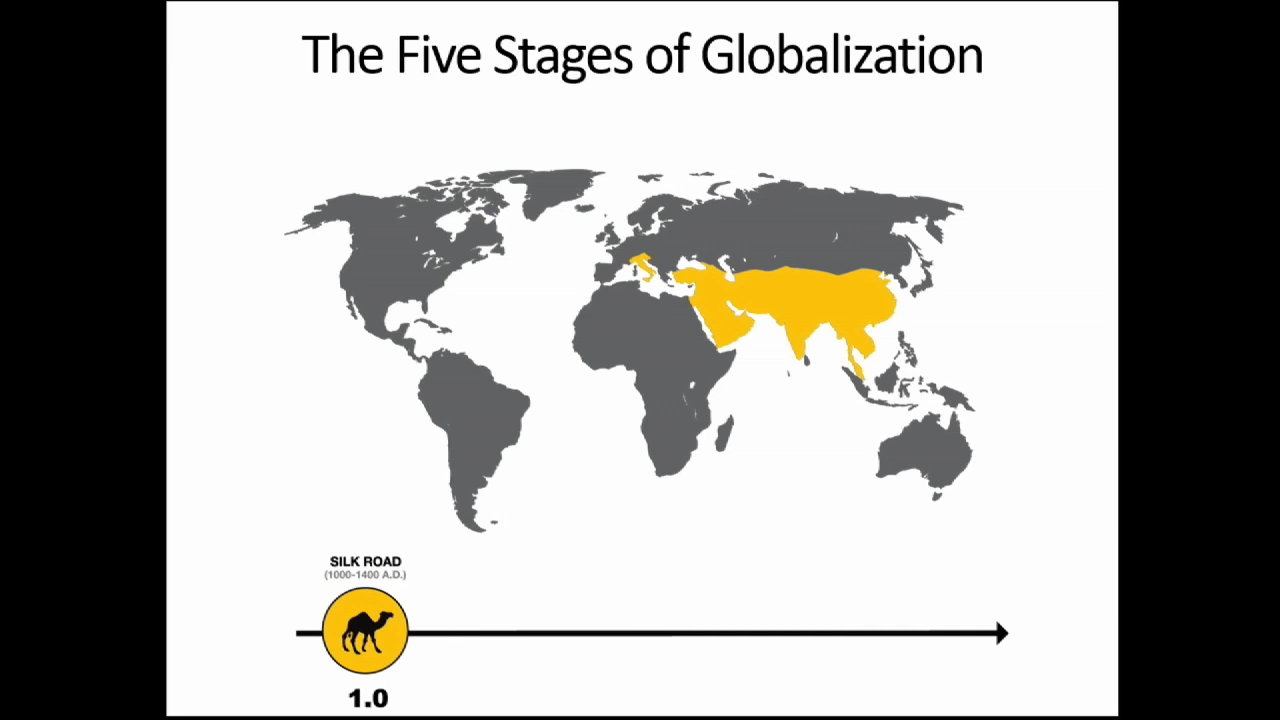 The Five Stages of Globalization
SILK ROAD
(1000-1400 A.D.)
1.0